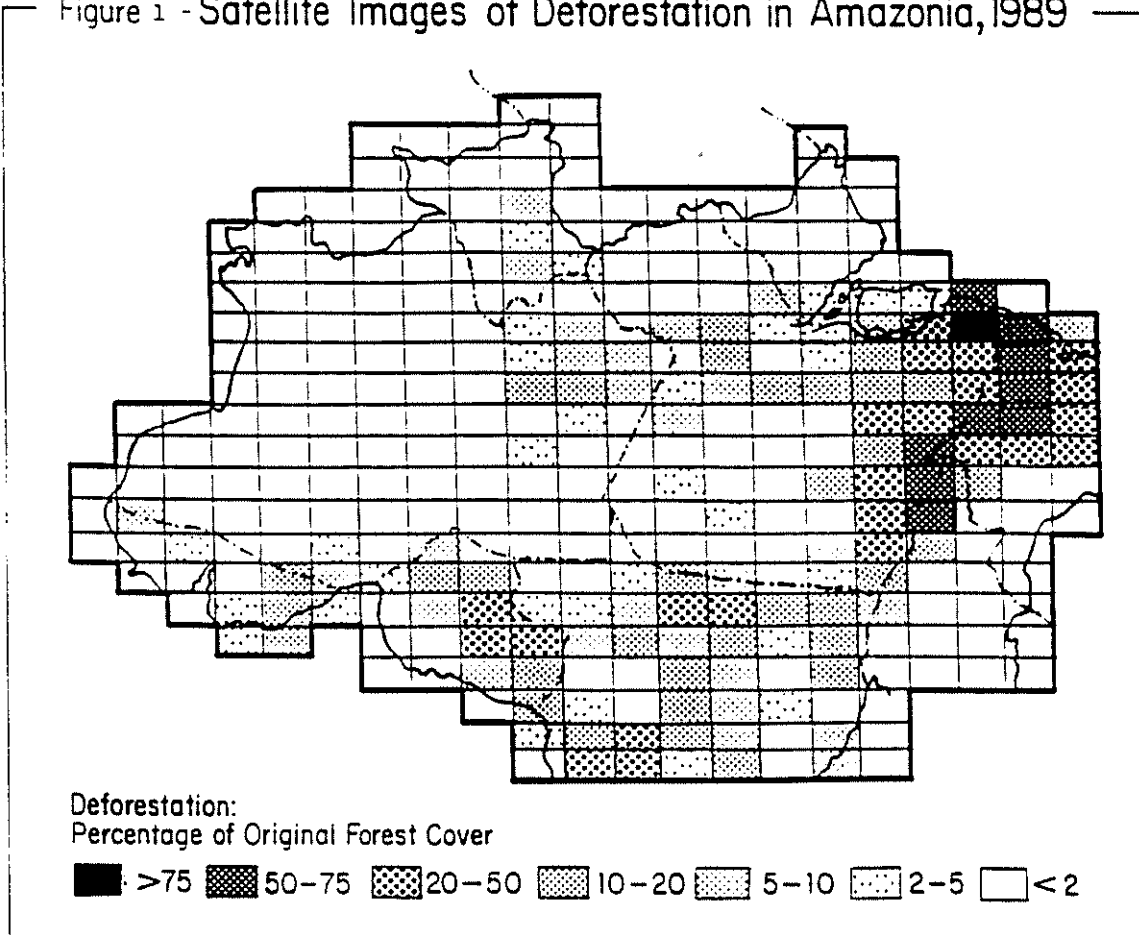 Figure 1 - Satellite Images of Deforestation in Amazonia, 1989
Deforestation:
Percentage of Original Forest Cover
>75 50-75 20-50 10-20 5-10 2-5 <2